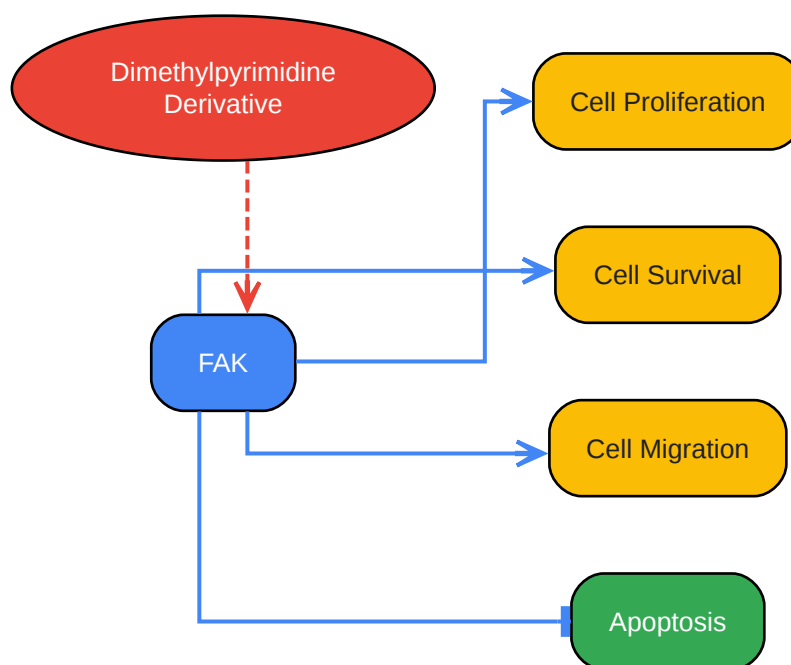 Dimethylpyrimidine
Derivative
Cell Proliferation
Cell Survival
FAK
Cell Migration
Apoptosis